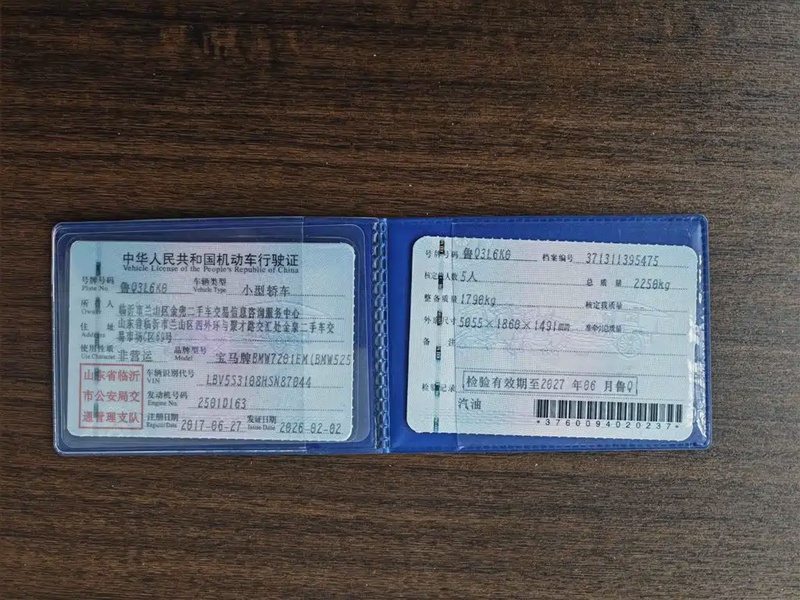 中华人民共和国机动车行驶证
Vehicle License of the People's Republic of China
号牌号码 鲁Q3L6K0 车辆类型 小型轿车
Plate No. Vehicle Type
所有人 临沂市兰山区金 二手车交易信息咨询服务中心
Owner
住址 山东省临沂市兰山区西外环与聚才路交汇处金 二手车交
Address 易市场C区
使用性质 非营运 品牌型号 宝马牌BMW7201EM(BMW525
Use Character Model
山东省临沂
市公安局交
通管理支队
车辆识别代号 LBV5S3108HSN87044
VIN
发动机号码 2501D163
Engine No.
注册日期 2017-06-27 发证日期 2026-02-02
Register Date Issue Date
号牌号码 鲁Q3L6K0 档案编号 371311395475
核定载人数 5人 总质量 2250kg
整备质量 1790kg 核定载质量
外廓尺寸 5055×1860×1491mm 准牵引总质量
备注
检验记录 检验有效期至2027年06月鲁Q
汽油
*3760094020237*